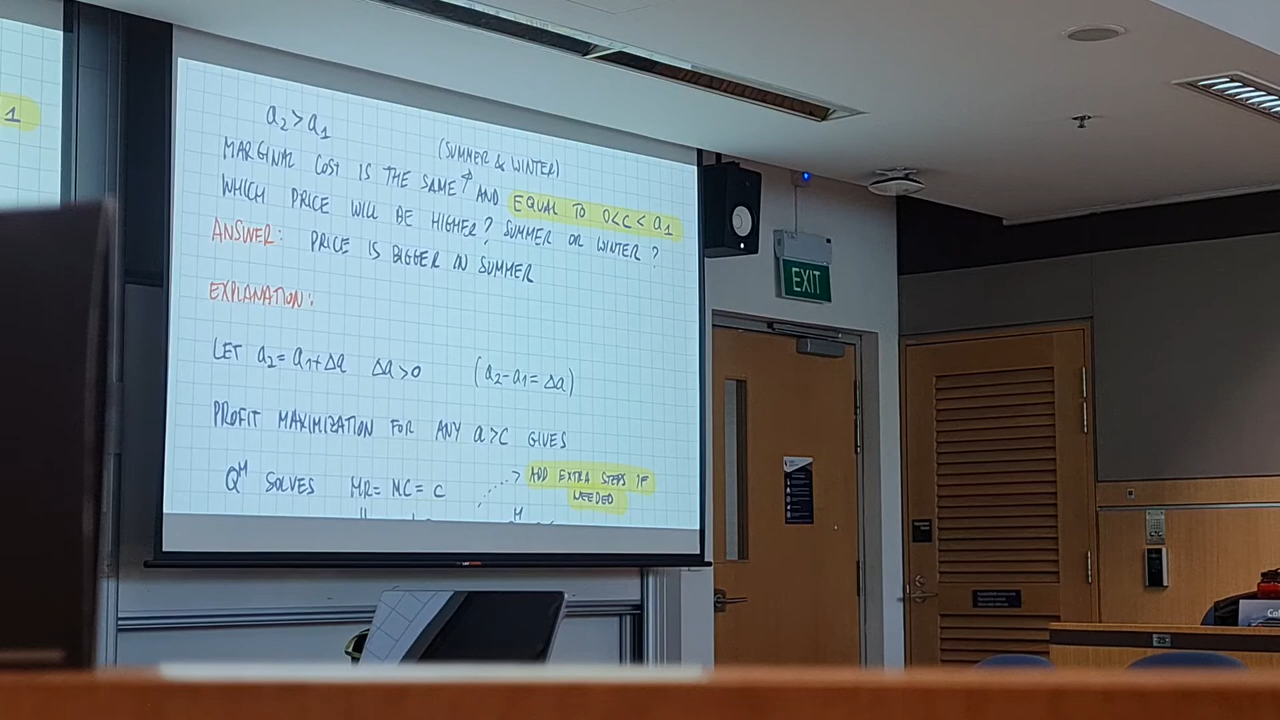 1
a₂ > a₁
(SUMMER & WINTER)
MARGINAL COST IS THE SAME ↑ AND EQUAL TO 0 < C < a₁
WHICH PRICE WILL BE HIGHER? SUMMER OR WINTER?
ANSWER: PRICE IS BIGGER IN SUMMER
EXPLANATION:
LET a₂ = a₁ + Δa Δa > 0 (a₂ - a₁ = Δa)
PROFIT MAXIMIZATION FOR ANY a > C GIVES
Qᴹ SOLVES MR = MC = C
ADD EXTRA STEPS IF
NEEDED
EXIT